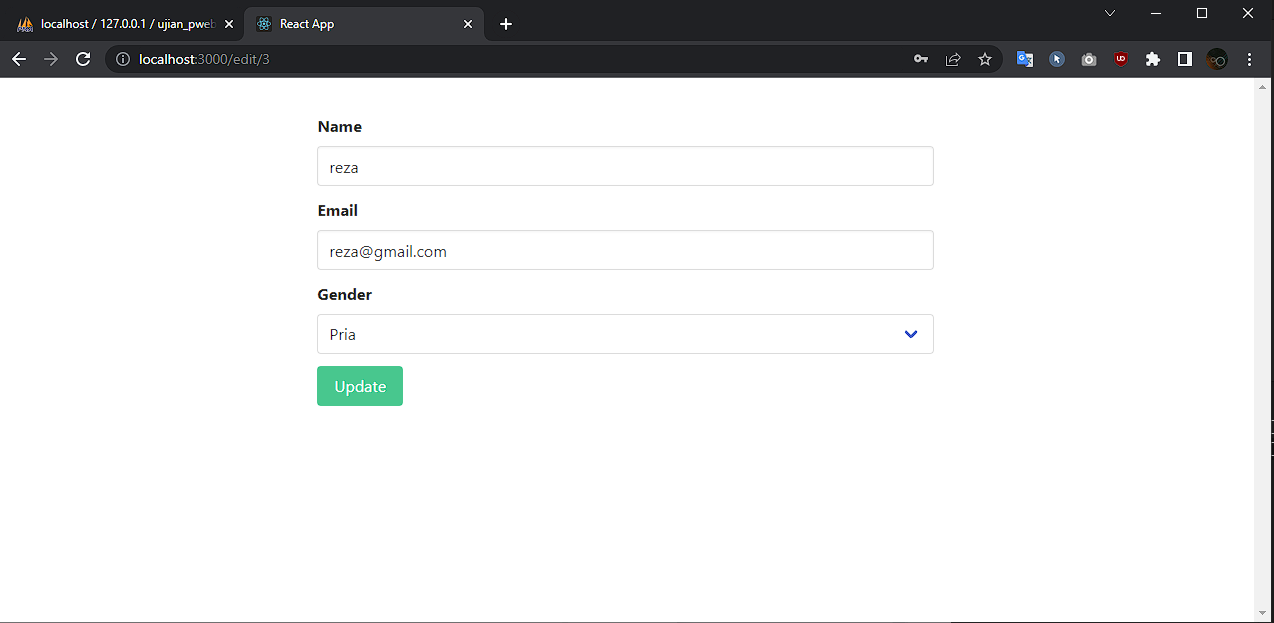 localhost / 127.0.0.1 / ujian_pweb
React App
localhost:3000/edit/3
Name
reza
Email
reza@gmail.com
Gender
Pria
Update